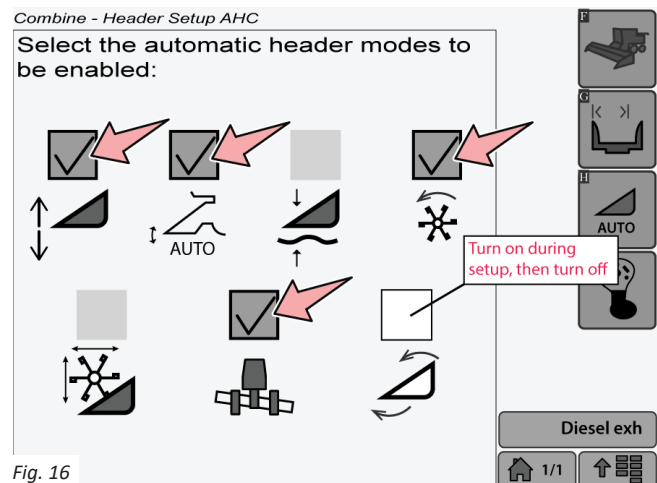 Combine - Header Setup AHC
Select the automatic header modes to
be enabled:
F
G
H
AUTO
AUTO
Turn on during
setup, then turn off
Diesel exh
1/1
Fig. 16